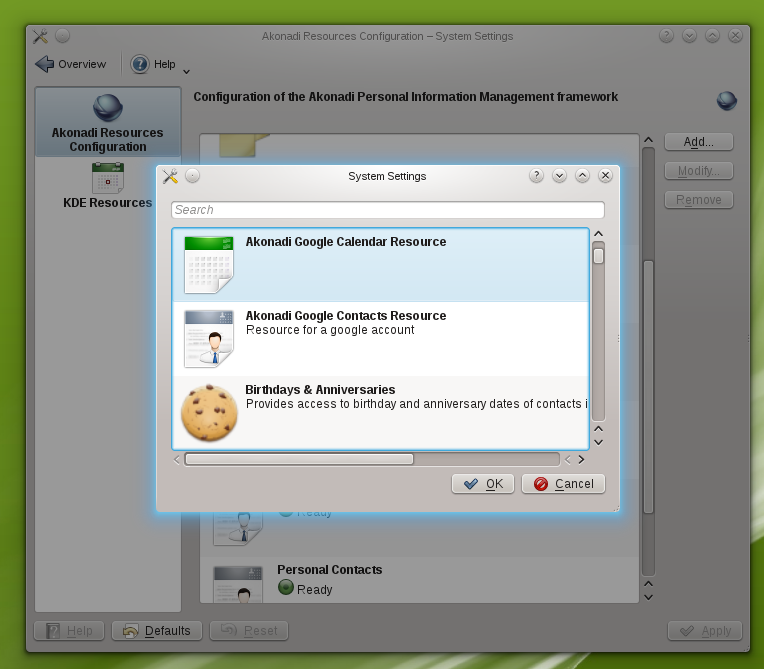 Akonadi Resources Configuration – System Settings
Overview
Help
Akonadi Resources
Configuration
KDE Resources
Configuration of the Akonadi Personal Information Management framework
Add...
Modify...
Remove
System Settings
Search
Akonadi Google Calendar Resource
Akonadi Google Contacts Resource
Resource for a google account
Birthdays & Anniversaries
Provides access to birthday and anniversary dates of contacts i
OK
Cancel
Ready
Personal Contacts
Ready
Help
Defaults
Reset
Apply